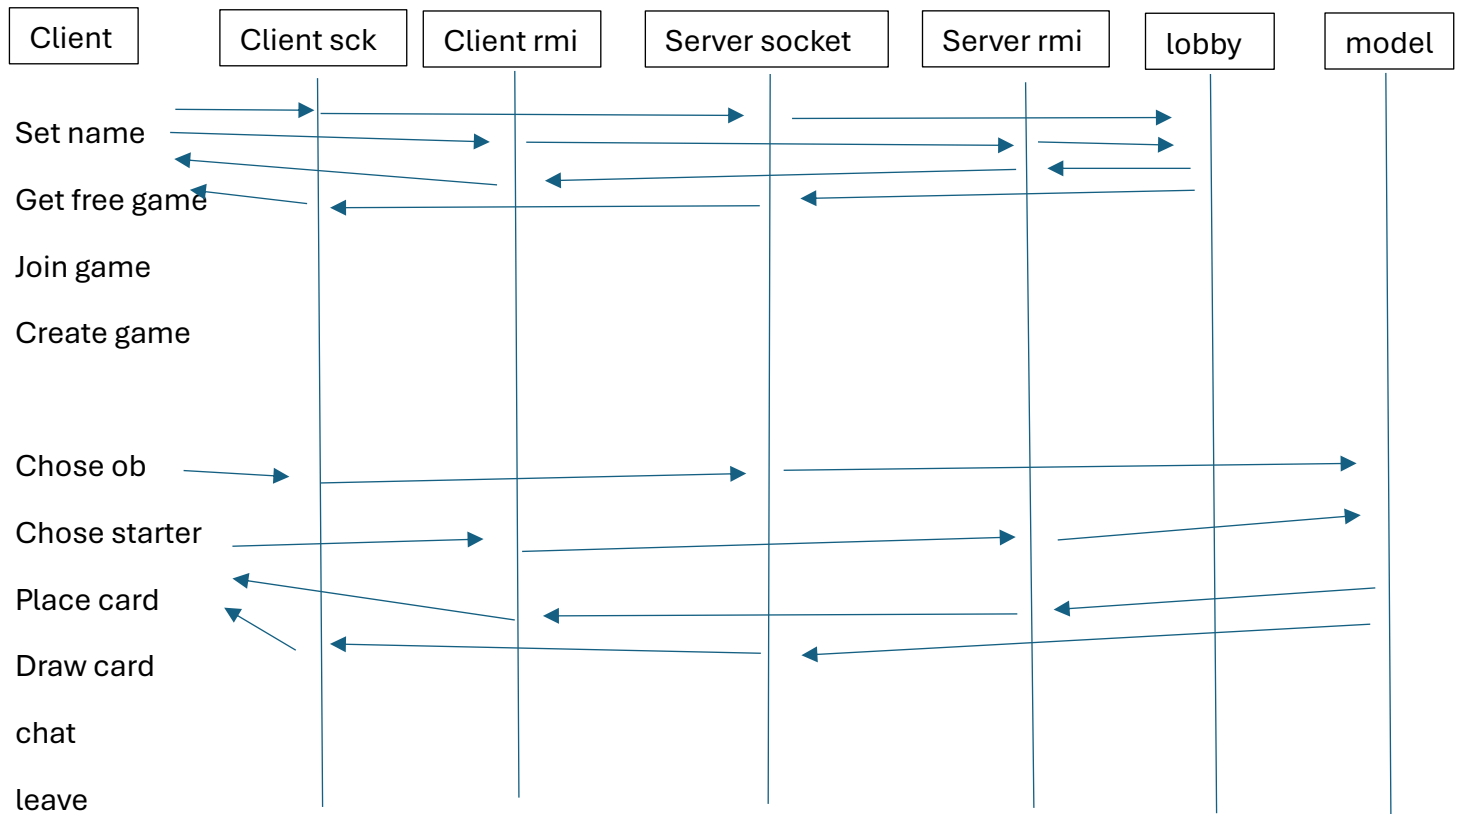 Client
Client sck
Client rmi
Server socket
Server rmi
lobby
model
Set name
Get free game
Join game
Create game
Chose ob
Chose starter
Place card
Draw card
chat
leave